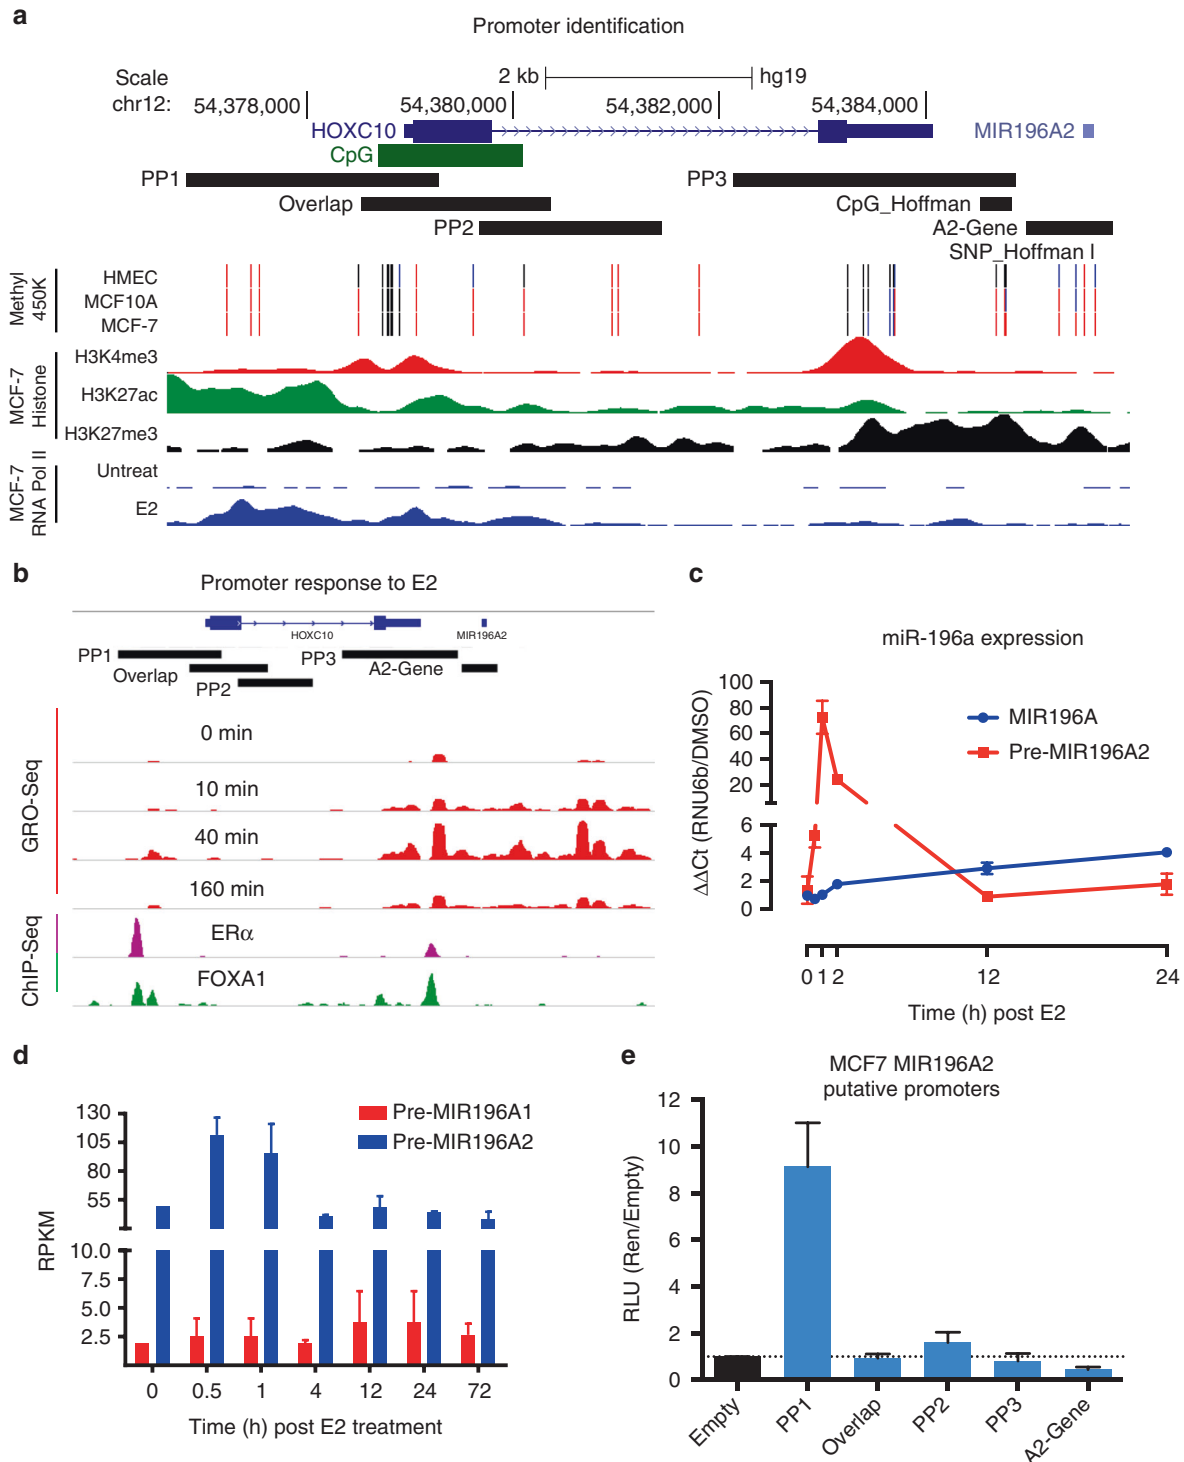 a
Promoter identification
Scale 2 kb hg19
chr12: 54,378,000 54,380,000 54,382,000 54,384,000
HOXC10 MIR196A2
CpG
PP1 PP3
Overlap CpG_Hoffman
PP2 A2-Gene
SNP_Hoffman I
Methyl 450K
HMEC
MCF10A
MCF-7
MCF-7 Histone
H3K4me3
H3K27ac
H3K27me3
MCF-7 RNA Pol II
Untreat
E2
b
Promoter response to E2
HOXC10 MIR196A2
PP1 PP3
Overlap A2-Gene
PP2
GRO-Seq
0 min
10 min
40 min
160 min
ChIP-Seq
ERα
FOXA1
c
miR-196a expression
ΔΔCt (RNU6b/DMSO)
100
80
60
40
20
6
4
2
0
MIR196A
Pre-MIR196A2
0 1 2 12 24
Time (h) post E2
d
RPKM
130
105
80
55
10.0
7.5
5.0
2.5
Pre-MIR196A1
Pre-MIR196A2
0 0.5 1 4 12 24 72
Time (h) post E2 treatment
e
MCF7 MIR196A2
putative promoters
RLU (Ren/Empty)
12
10
8
6
4
2
0
Empty PP1 Overlap PP2 PP3 A2-Gene